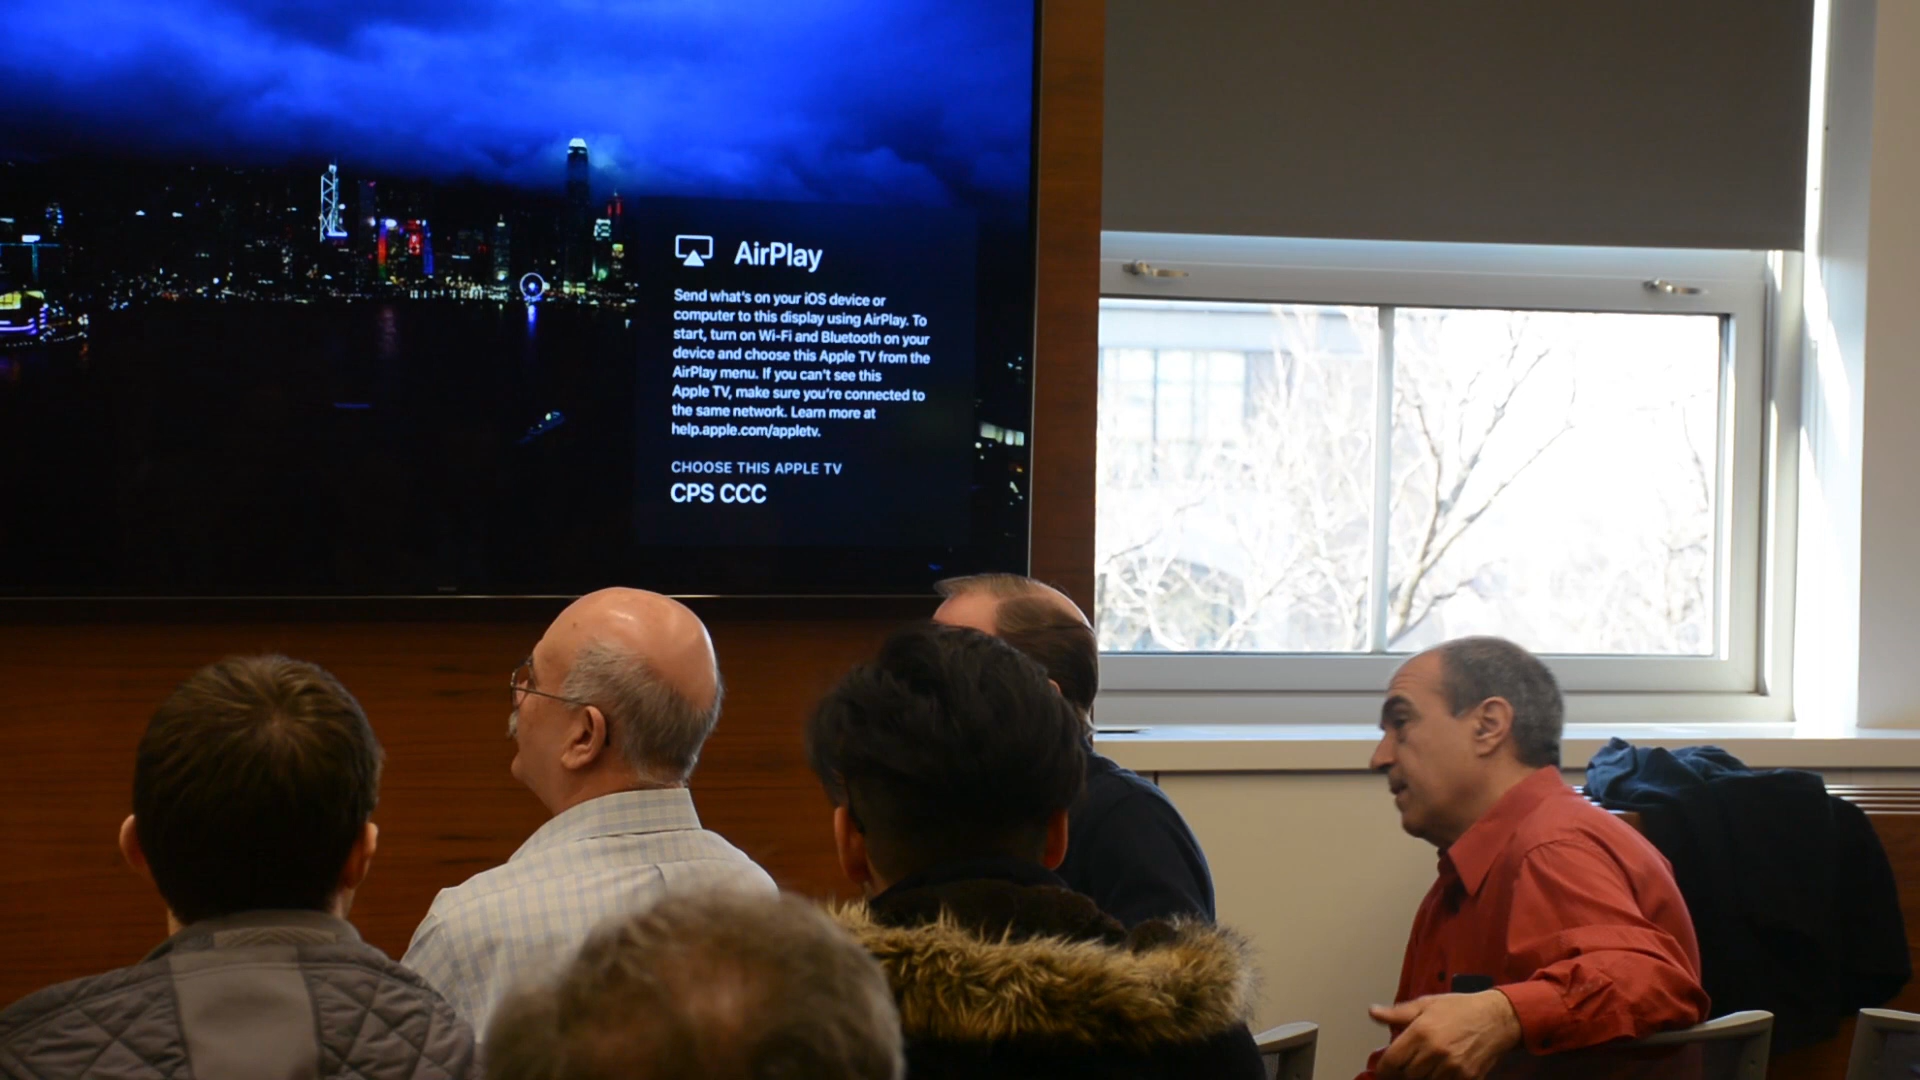 AirPlay
Send what's on your iOS device or
computer to this display using AirPlay. To
start, turn on Wi-Fi and Bluetooth on your
device and choose this Apple TV from the
AirPlay menu. If you can't see this
Apple TV, make sure you're connected to
the same network. Learn more at
help.apple.com/appletv.
CHOOSE THIS APPLE TV
CPS CCC